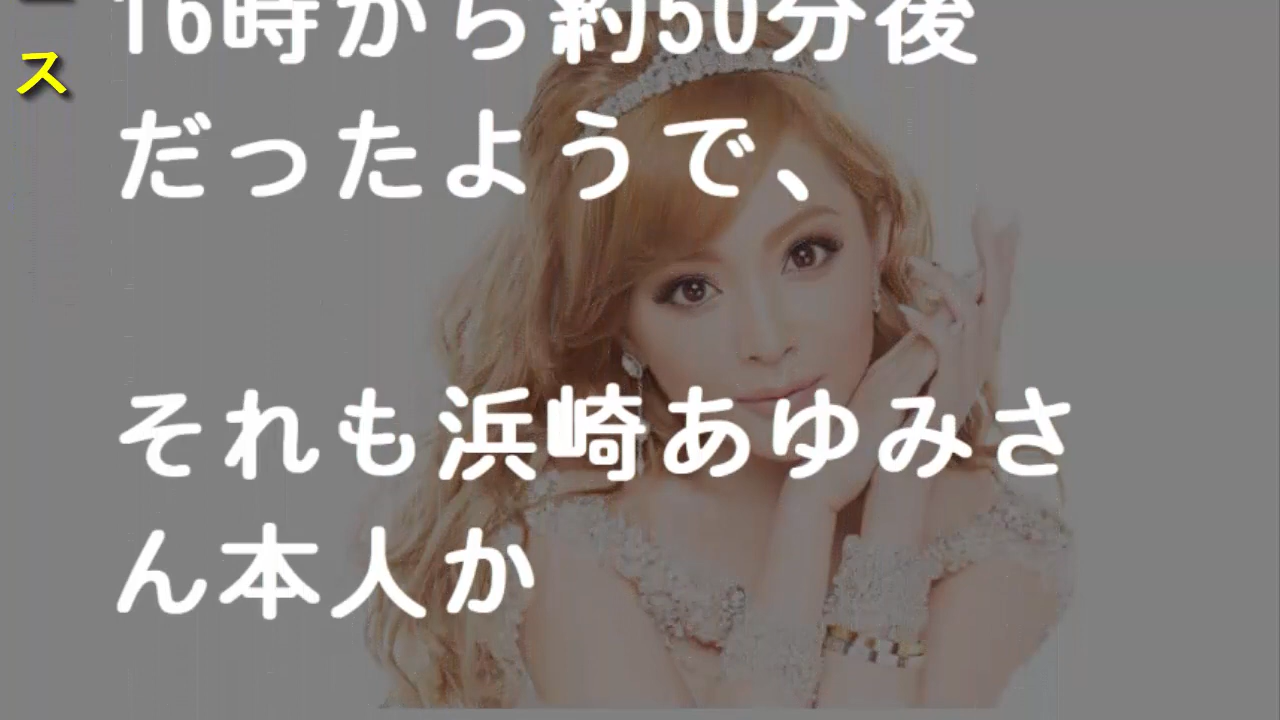 16時から約50分後
だったようで、
それも浜崎あゆみさ
ん本人か
ス